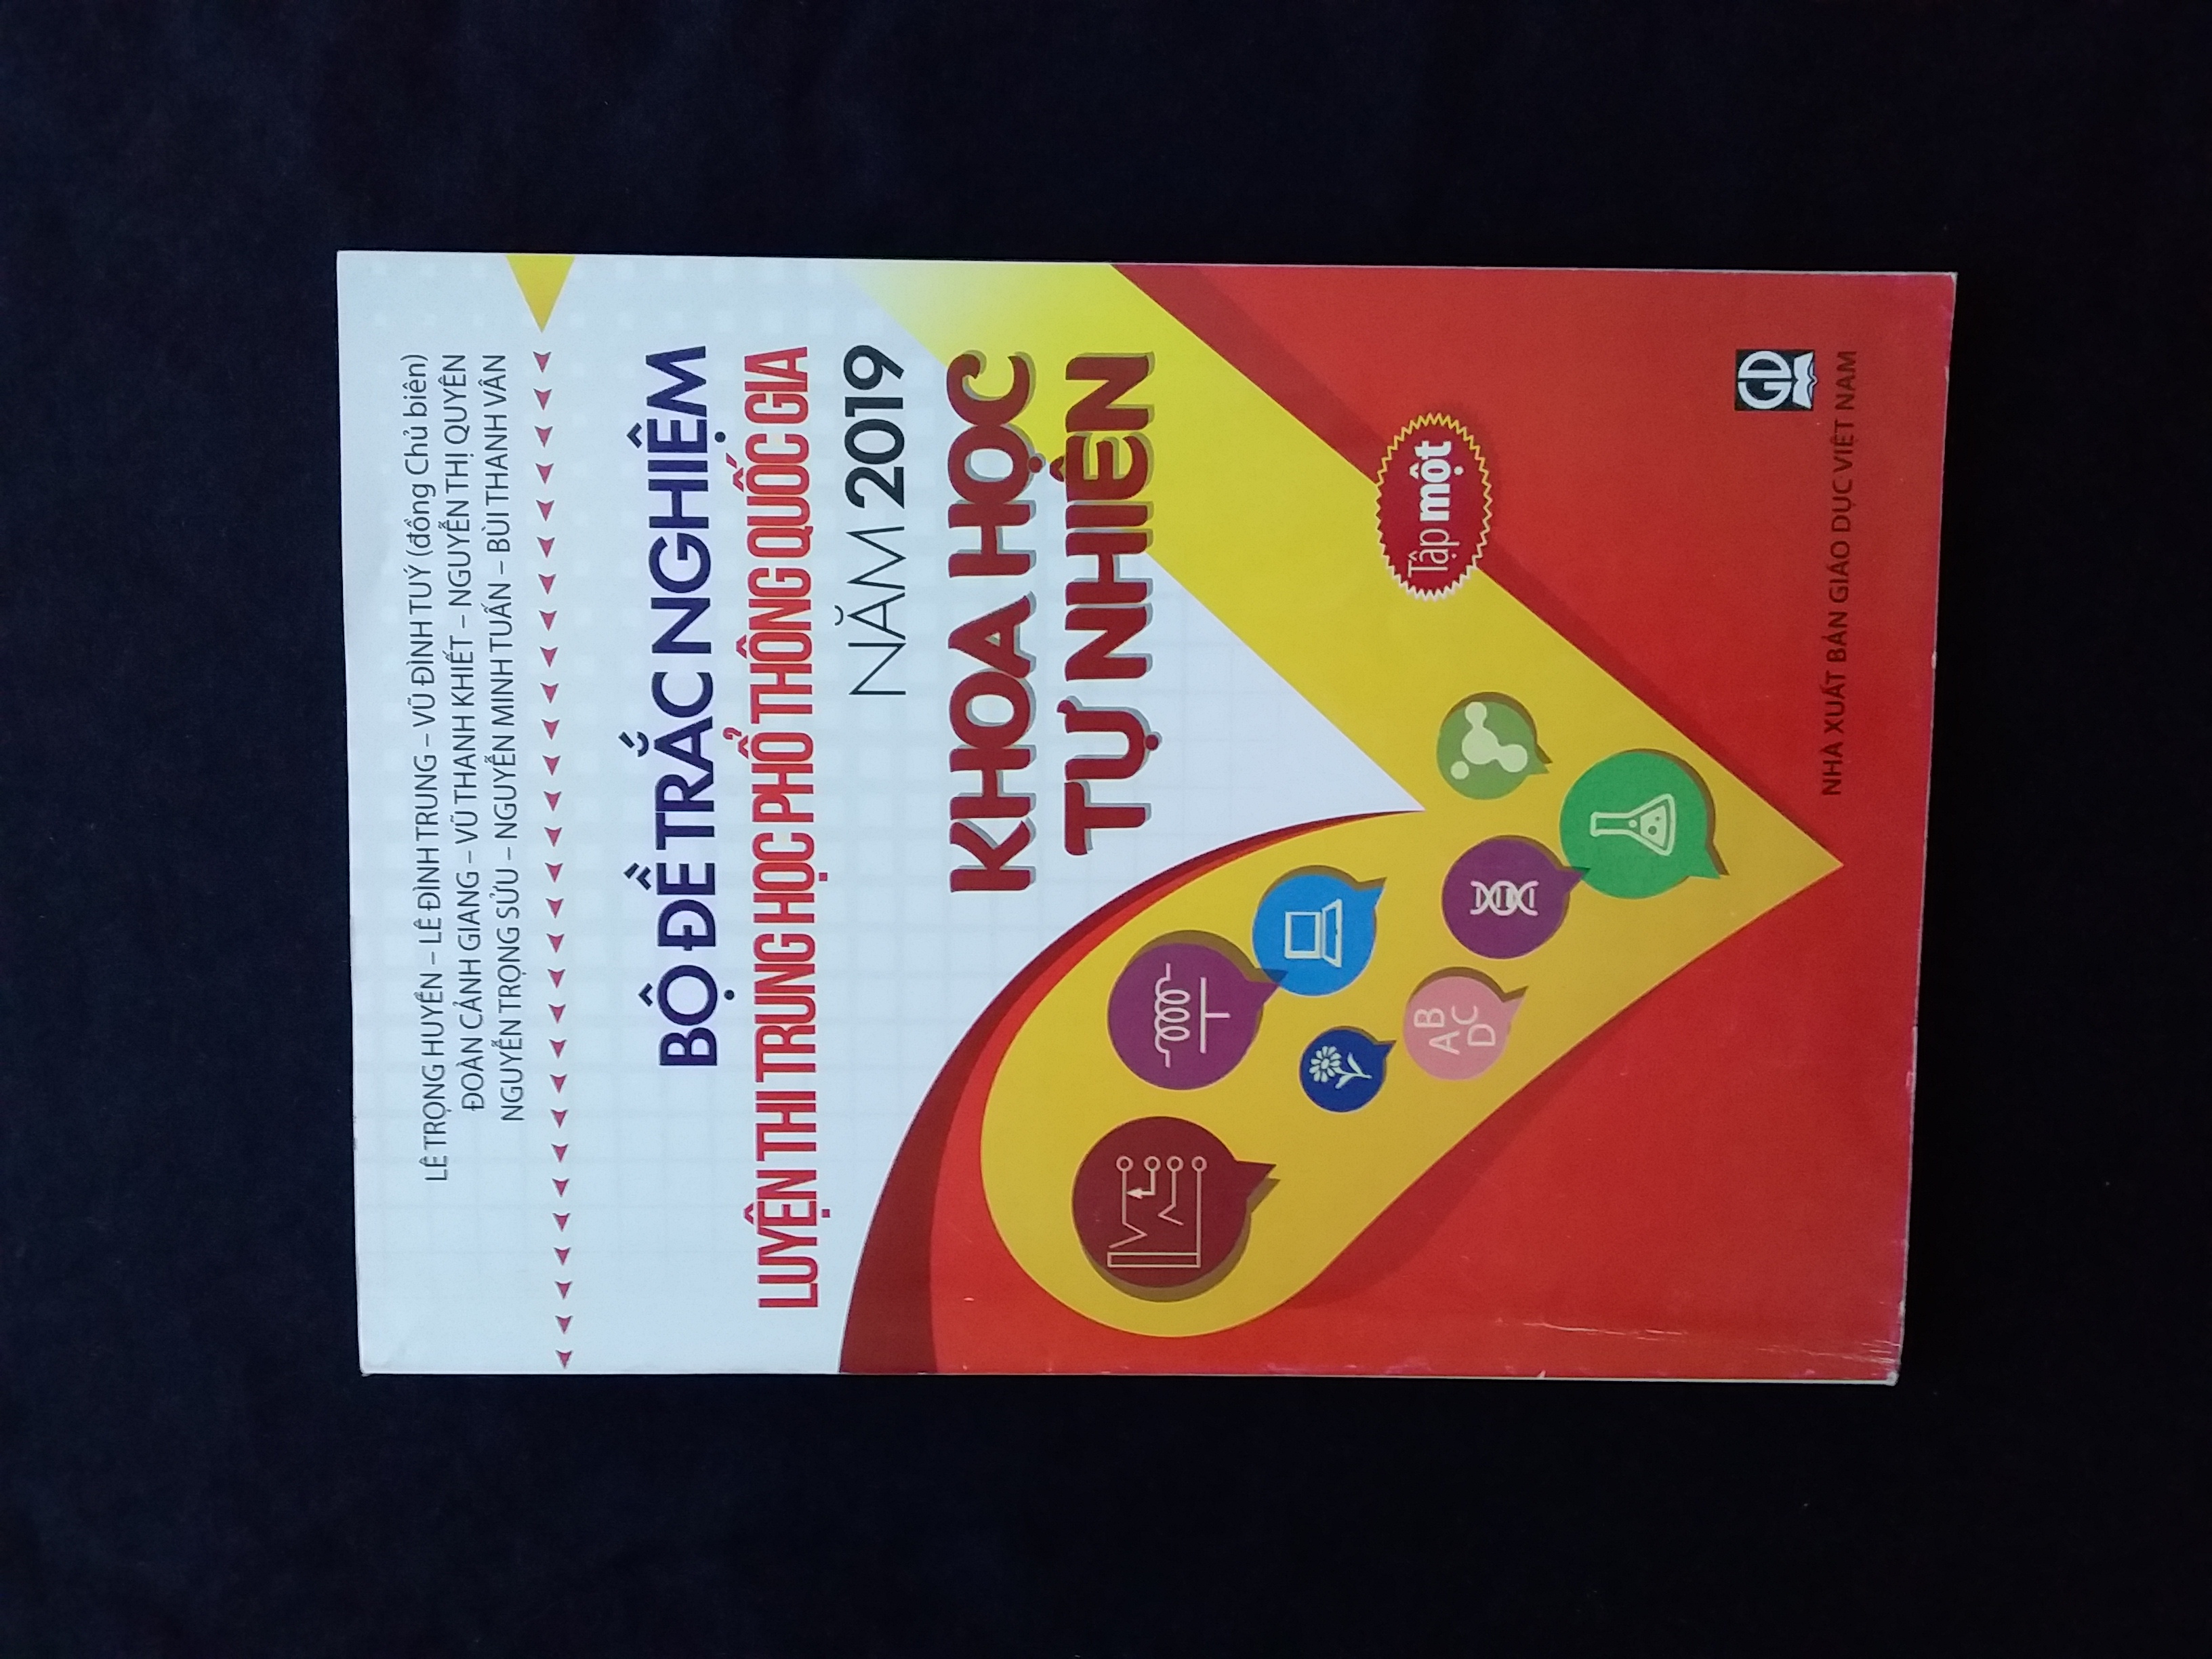 LÊ TRỌNG HUYỀN – LÊ ĐÌNH TRUNG – VŨ ĐÌNH TUÝ (đồng Chủ biên)
ĐOÀN CẢNH GIANG – VŨ THANH KHIẾT – NGUYỄN THỊ QUYÊN
NGUYỄN TRỌNG SỬU – NGUYỄN MINH TUẤN – BÙI THANH VÂN
BỘ ĐỀ TRẮC NGHIỆM
LUYỆN THI TRUNG HỌC PHỔ THÔNG QUỐC GIA
NĂM 2019
KHOA HỌC
TỰ NHIÊN
Tập một
A B
D C
GD
NHÀ XUẤT BẢN GIÁO DỤC VIỆT NAM